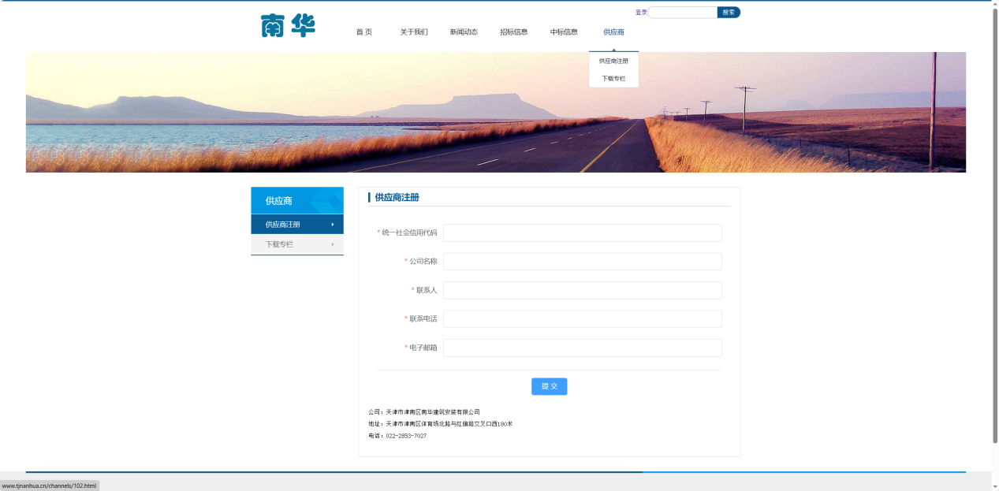 登录
搜索
南华
首 页
关于我们
新闻动态
招标信息
中标信息
供应商
供应商注册
下载专栏
供应商
供应商注册
下载专栏
供应商注册
* 统一社会信用代码
* 公司名称
* 联系人
* 联系电话
* 电子邮箱
提 交
公司：天津市津南区南华建筑安装有限公司
地址：天津市津南区体育场北路与红旗路交叉口西180米
电话：022-2853-7027
www.tjnanhua.cn/channels/102.html